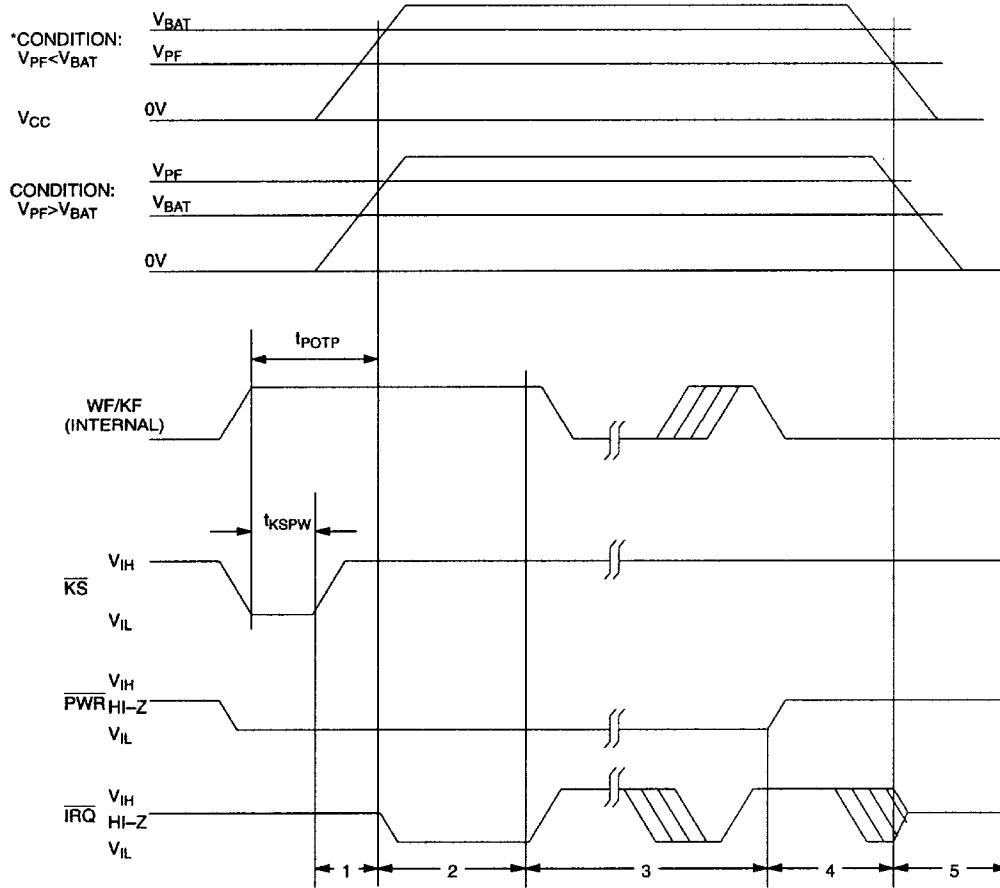 *CONDITION:
VPF<VBAT
VBAT
VPF
VCC
0V
CONDITION:
VPF>VBAT
VPF
VBAT
0V
tPOTP
WF/KF
(INTERNAL)
tKSPW
KS
VIH
VIL
PWR
VIH
HI–Z
VIL
IRQ
VIH
HI–Z
VIL
1 2 3 4 5